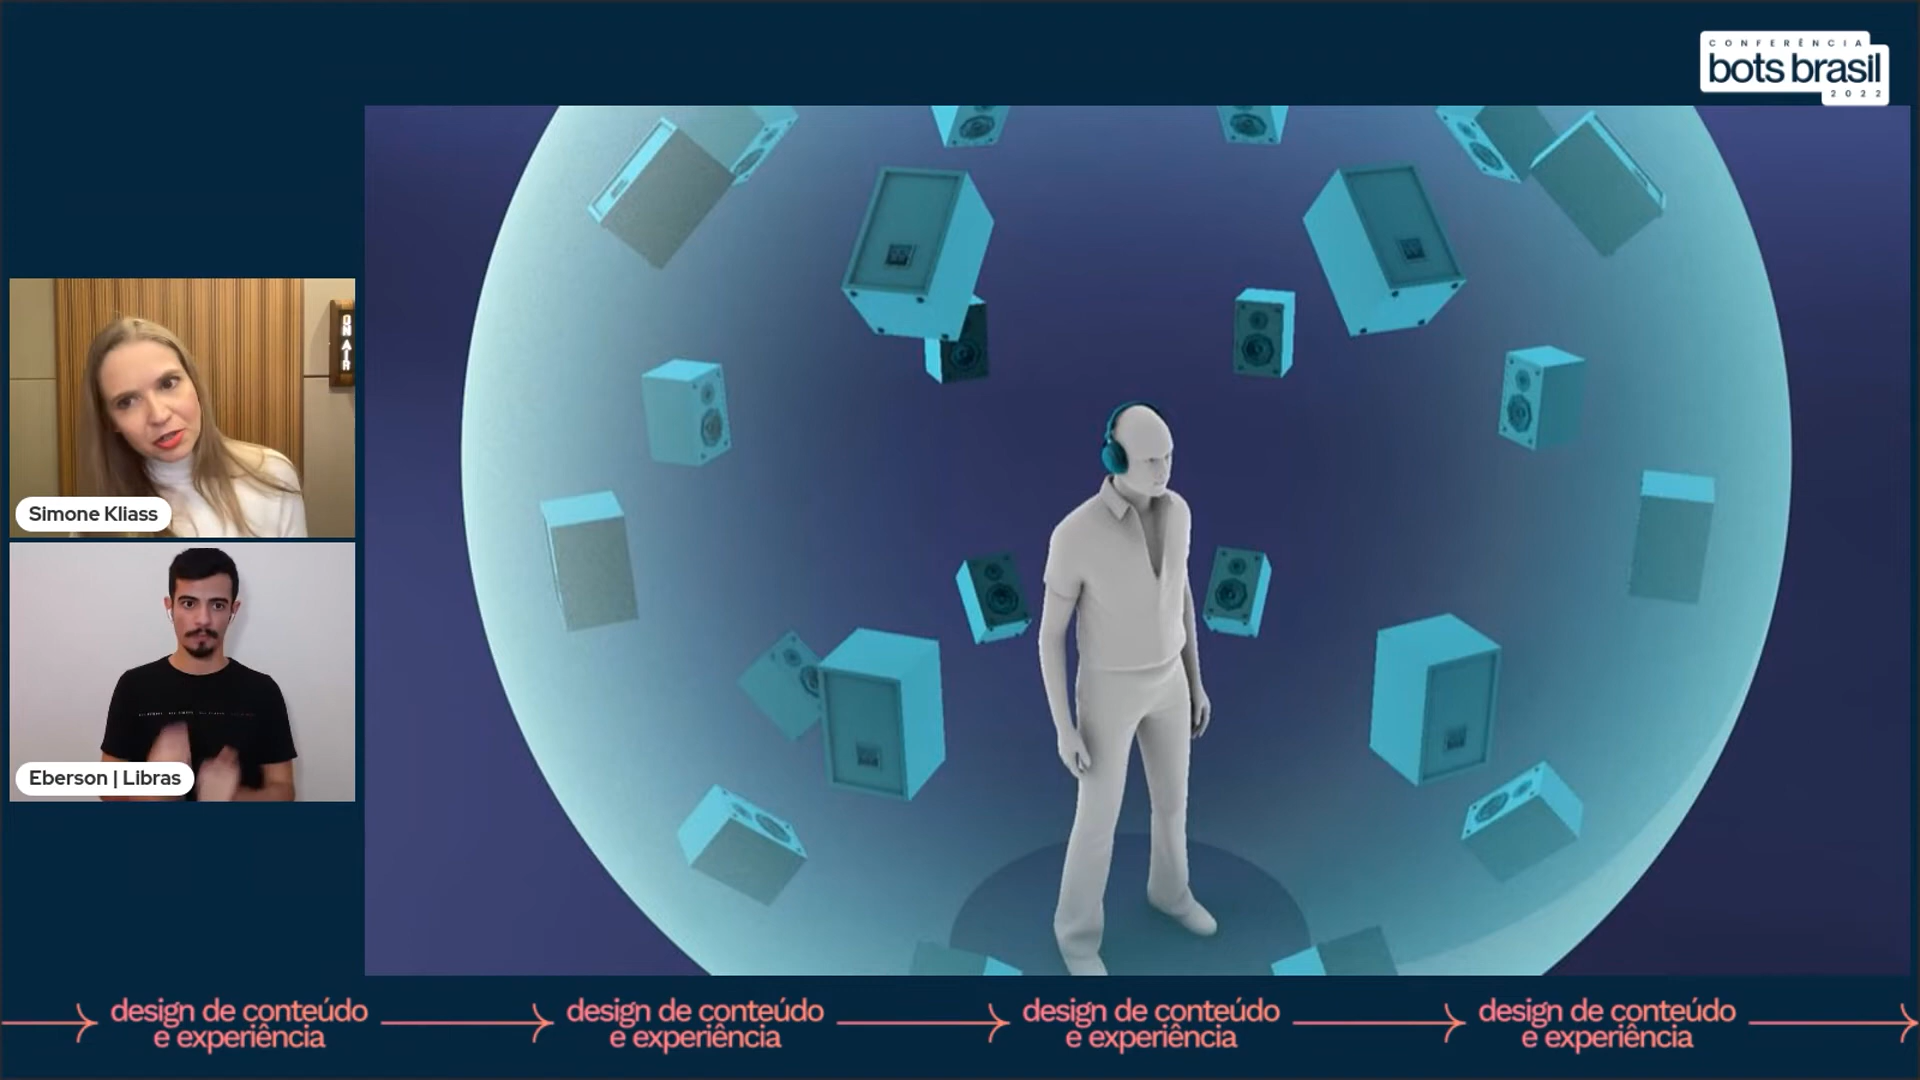 CONFERÊNCIA
bots brasil
2022
ON
AIR
Simone Kliass
Eberson | Libras
design de conteúdo
e experiência
design de conteúdo
e experiência
design de conteúdo
e experiência
design de conteúdo
e experiência